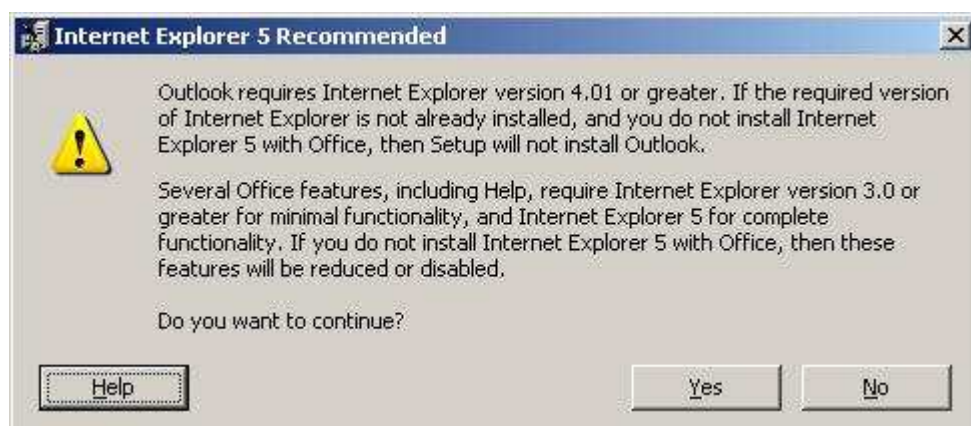 Internet Explorer 5 Recommended
Outlook requires Internet Explorer version 4.01 or greater. If the required version
of Internet Explorer is not already installed, and you do not install Internet
Explorer 5 with Office, then Setup will not install Outlook.
Several Office features, including Help, require Internet Explorer version 3.0 or
greater for minimal functionality, and Internet Explorer 5 for complete
functionality. If you do not install Internet Explorer 5 with Office, then these
features will be reduced or disabled.
Do you want to continue?
Help Yes No